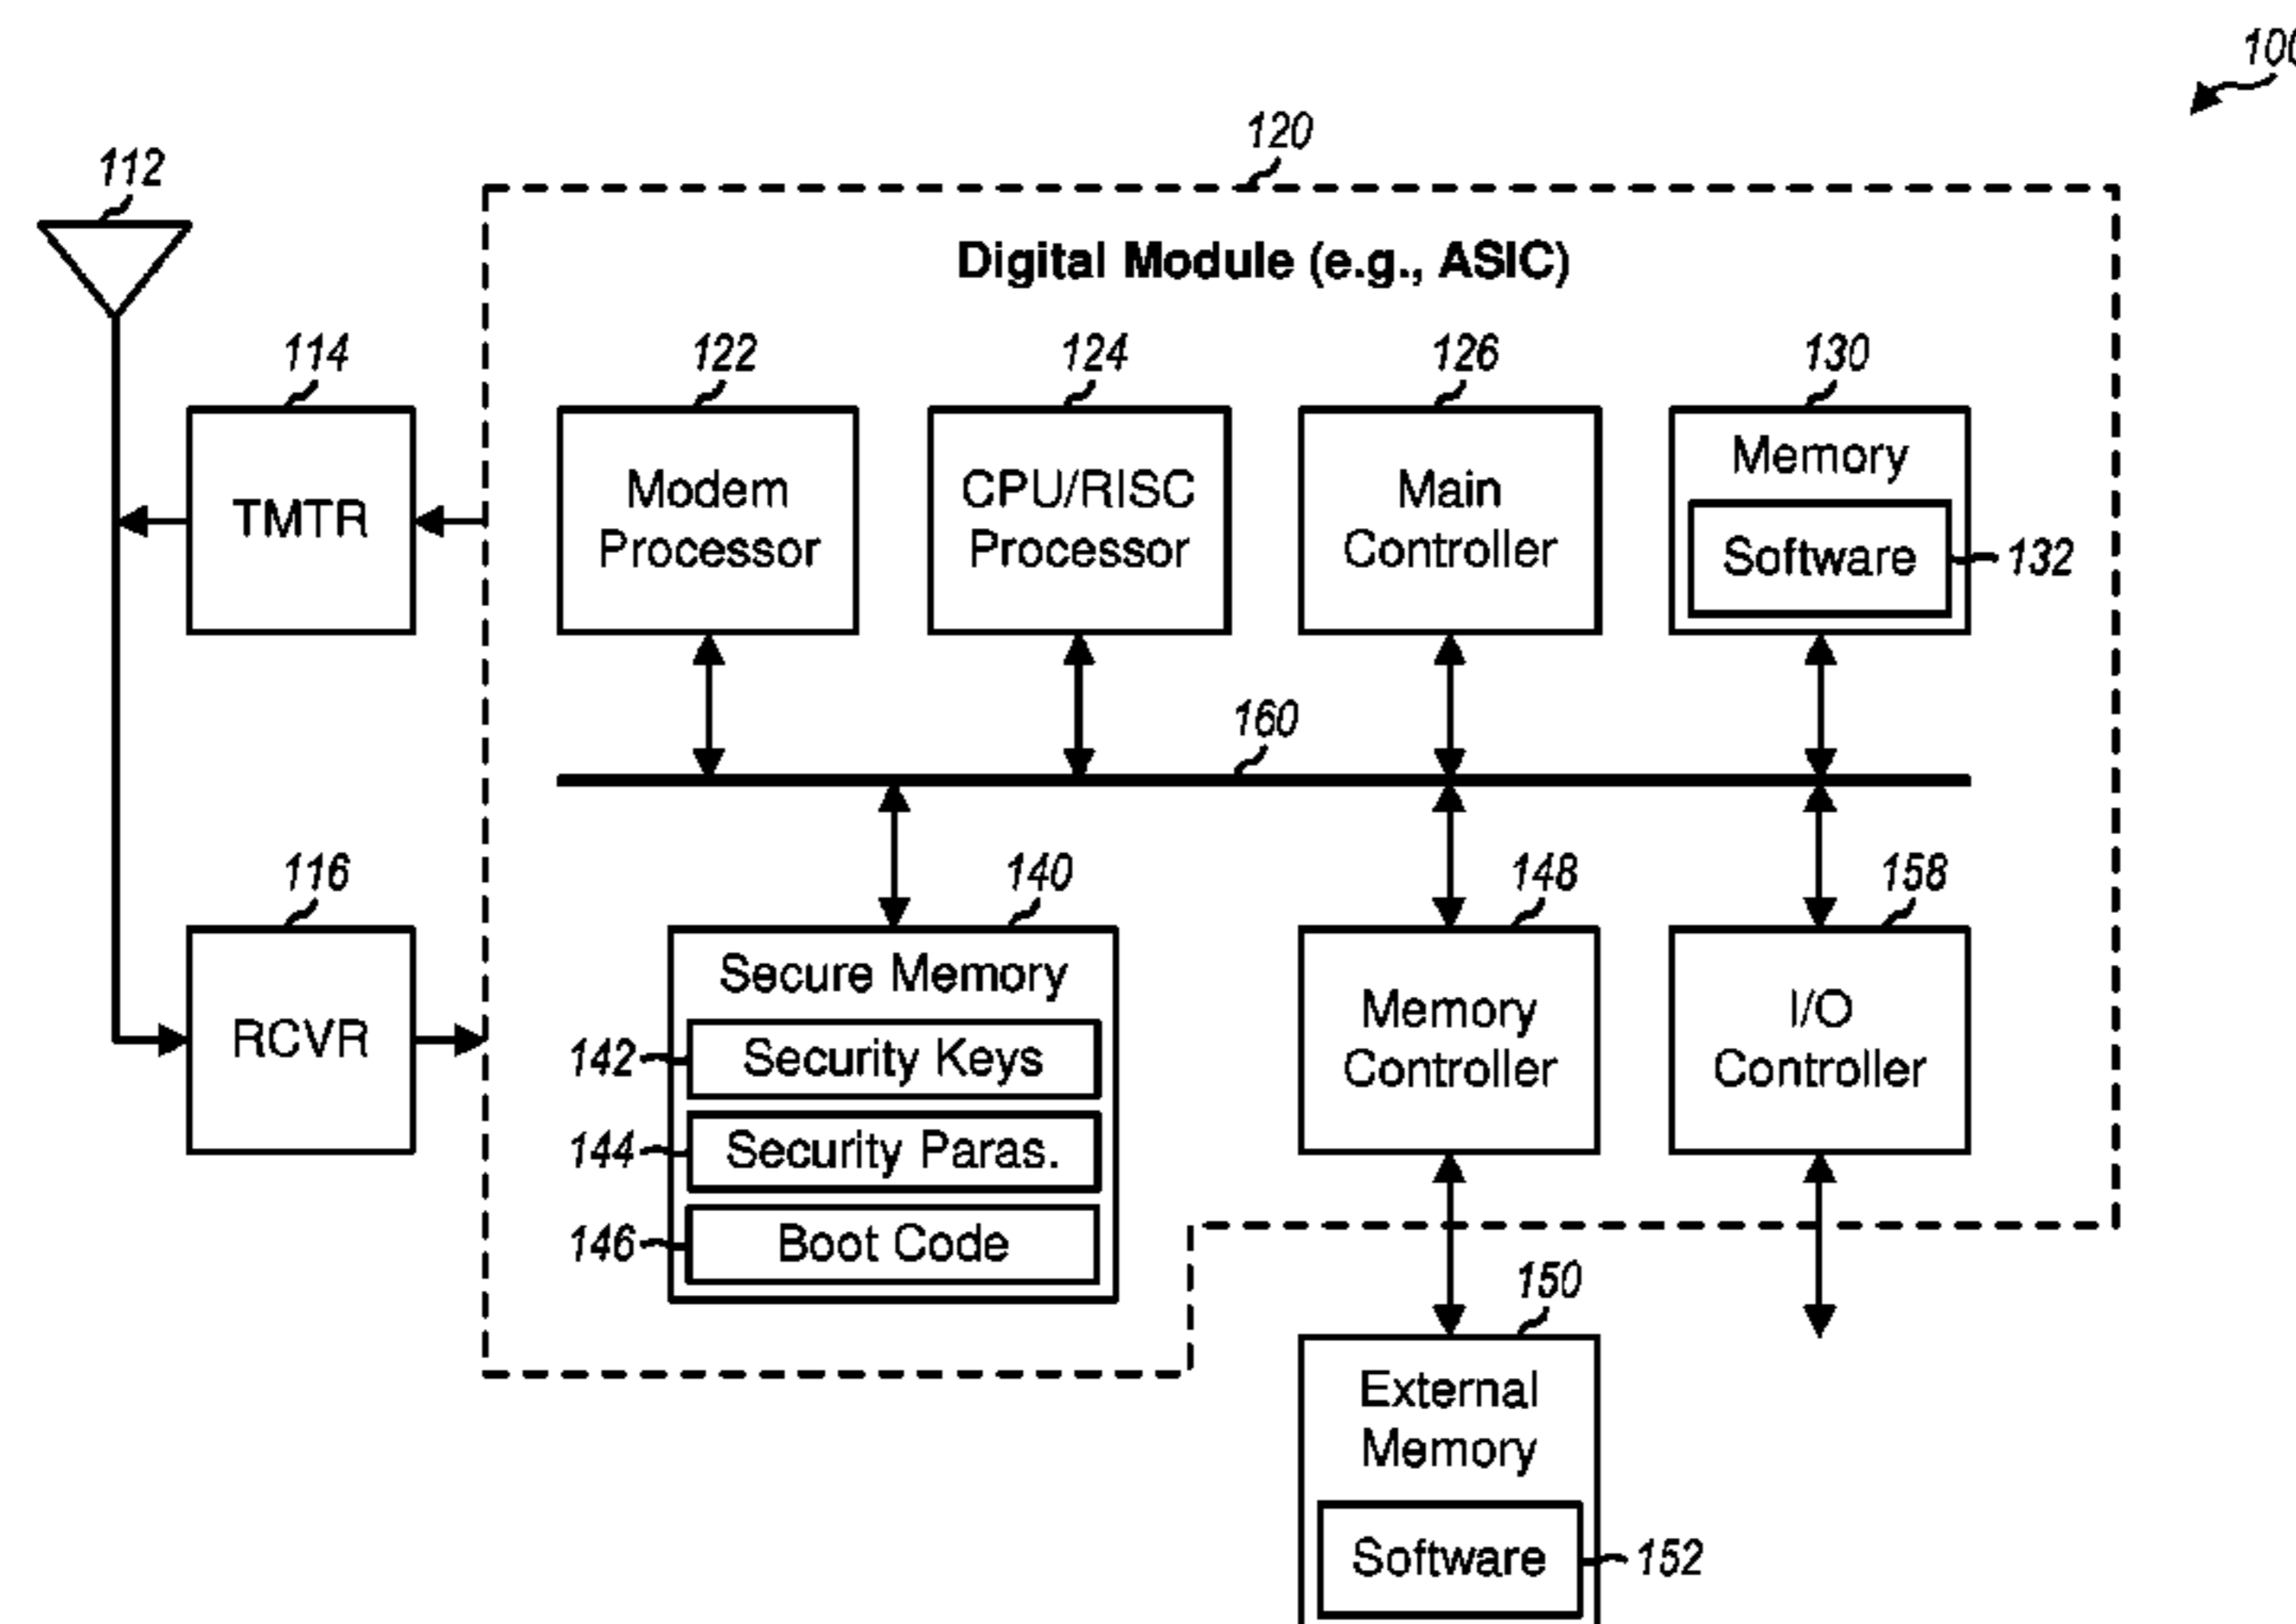 100
120
112
Digital Module (e.g., ASIC)
114
122
124
126
130
TMTR
Modem
Processor
CPU/RISC
Processor
Main
Controller
Memory
Software
132
160
116
140
148
158
RCVR
Secure Memory
142
Security Keys
144
Security Paras.
146
Boot Code
Memory
Controller
I/O
Controller
150
External
Memory
Software
152